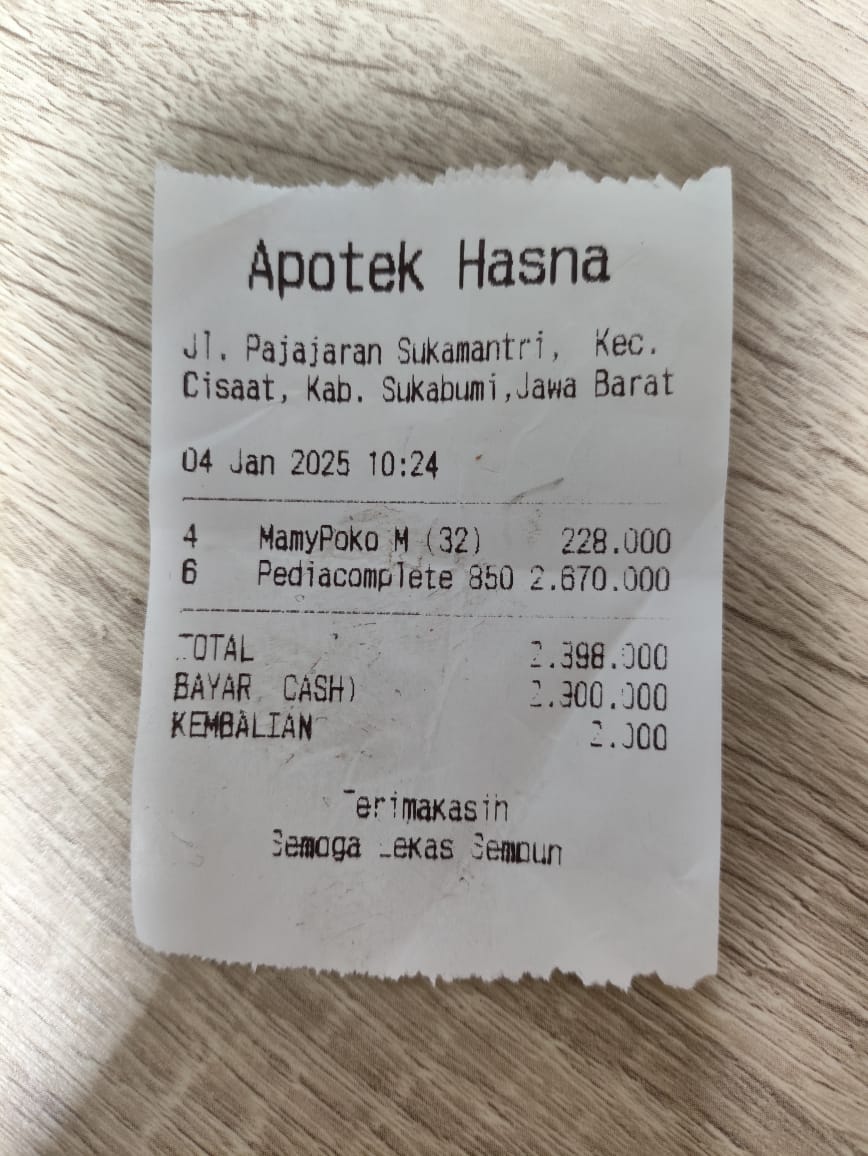 Apotek Hasna
Jl. Pajajaran Sukamantri, Kec.
Cisaat, Kab. Sukabumi,Jawa Barat
04 Jan 2025 10:24
4 MamyPoko M (32) 228.000
6 Pediacomplete 850 2.670.000
TOTAL 2.898.000
BAYAR (CASH) 2.900.000
KEMBALIAN 2.000
Terimakasih
Semoga Lekas Sembuh